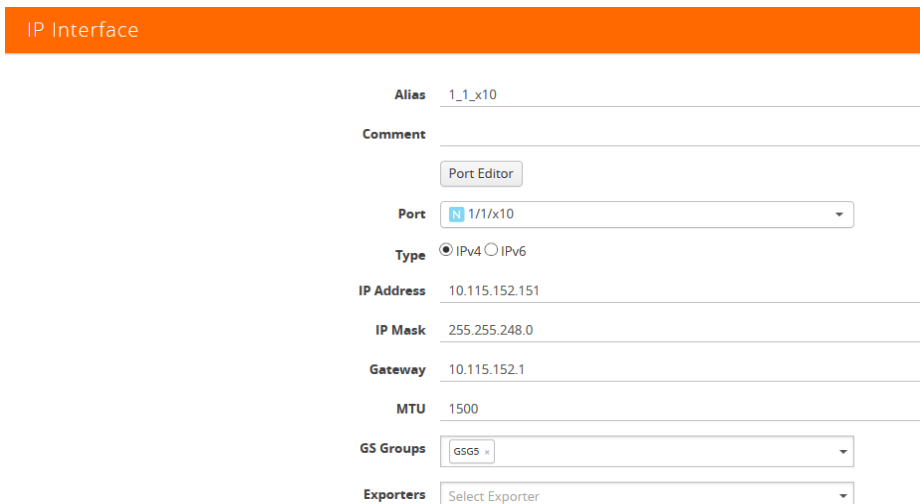 IP Interface
Alias 1_1_x10
Comment
Port Editor
Port N 1/1/x10
Type IPv4 IPv6
IP Address 10.115.152.151
IP Mask 255.255.248.0
Gateway 10.115.152.1
MTU 1500
GS Groups GSG5 ×
Exporters Select Exporter